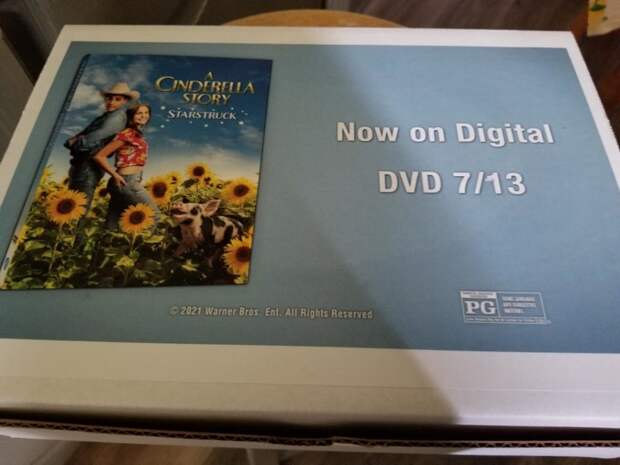 A
CINDERELLA
STORY
STARSTRUCK
Now on Digital
DVD 7/13
© 2021 Warner Bros. Ent. All Rights Reserved
PG